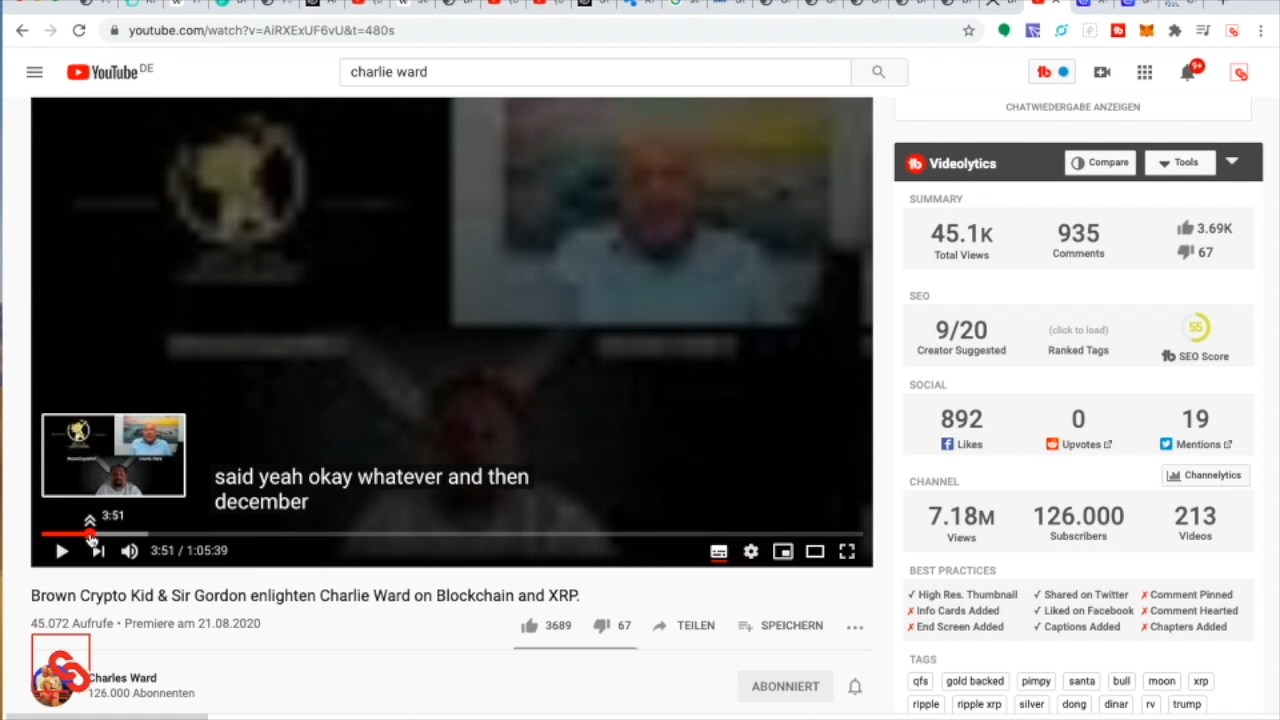 youtube.com/watch?v=AiRXExUF6vU&t=480s
YouTube DE
charlie ward
9+
CHATWIEDERGABE ANZEIGEN
said yeah okay whatever and then
december
3:51
3:51 / 1:05:39
Brown Crypto Kid & Sir Gordon enlighten Charlie Ward on Blockchain and XRP.
45.072 Aufrufe • Premiere am 21.08.2020
3689
67
TEILEN
SPEICHERN
Charles Ward
126.000 Abonnenten
ABONNIERT
Videolytics
Compare
Tools
SUMMARY
45.1K
Total Views
935
Comments
3.69K
67
SEO
9/20
Creator Suggested
(click to load)
Ranked Tags
55
SEO Score
SOCIAL
892
Likes
0
Upvotes
19
Mentions
CHANNEL
Channelytics
7.18M
Views
126.000
Subscribers
213
Videos
BEST PRACTICES
✓ High Res. Thumbnail ✓ Shared on Twitter ✗ Comment Pinned
✗ Info Cards Added ✓ Liked on Facebook ✗ Comment Hearted
✗ End Screen Added ✓ Captions Added ✗ Chapters Added
TAGS
qfs gold backed pimpy santa bull moon xrp
ripple ripple xrp silver dong dinar rv trump